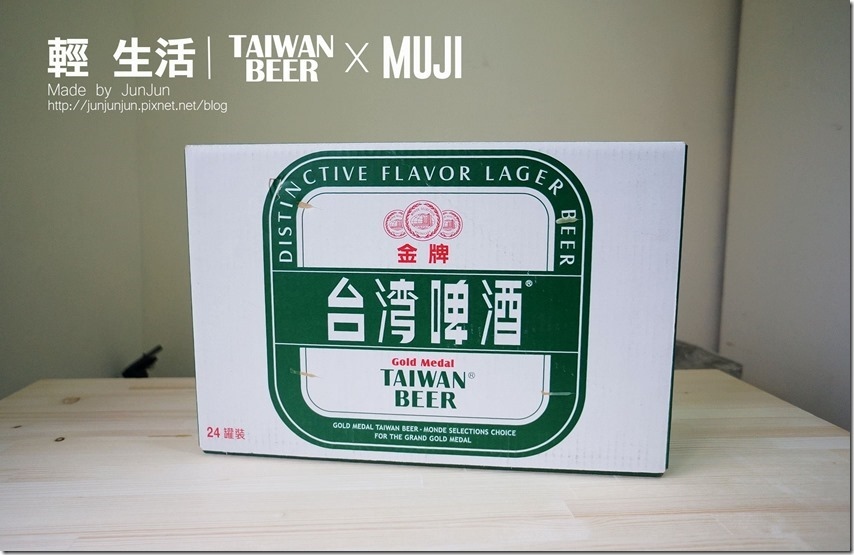 輕 生活 | TAIWAN BEER X MUJI
Made by JunJun
http://junjunjun.pixnet.net/blog
DISTINCTIVE FLAVOR LAGER BEER
金牌
台湾啤酒®
Gold Medal
TAIWAN®
BEER
GOLD MEDAL TAIWAN BEER - MONDE SELECTIONS CHOICE
FOR THE GRAND GOLD MEDAL
24 罐裝